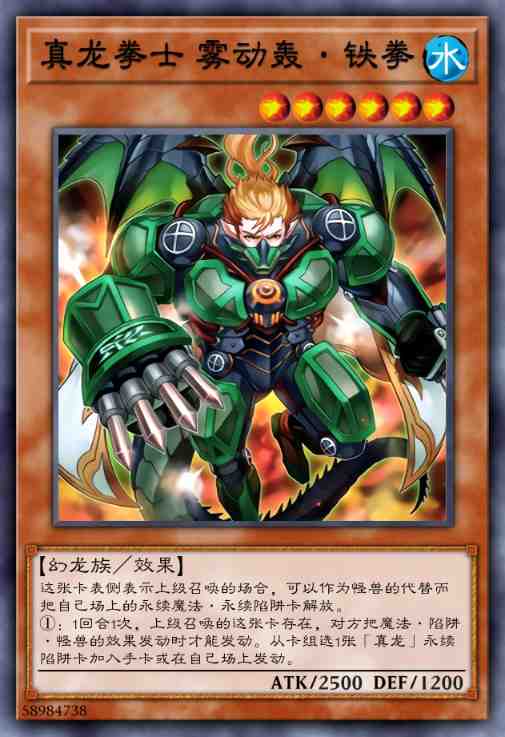 真龙拳士 雾动轰・铁拳
水
【幻龙族／效果】
这张卡表侧表示上级召唤的场合，可以作为怪兽的代替而
把自己场上的永续魔法・永续陷阱卡解放。
①：1回合1次，上级召唤的这张卡存在，对方把魔法・陷阱
・怪兽的效果发动时才能发动。从卡组选1张「真龙」永续
陷阱卡加入手卡或在自己场上发动。
ATK/2500 DEF/1200
58984738